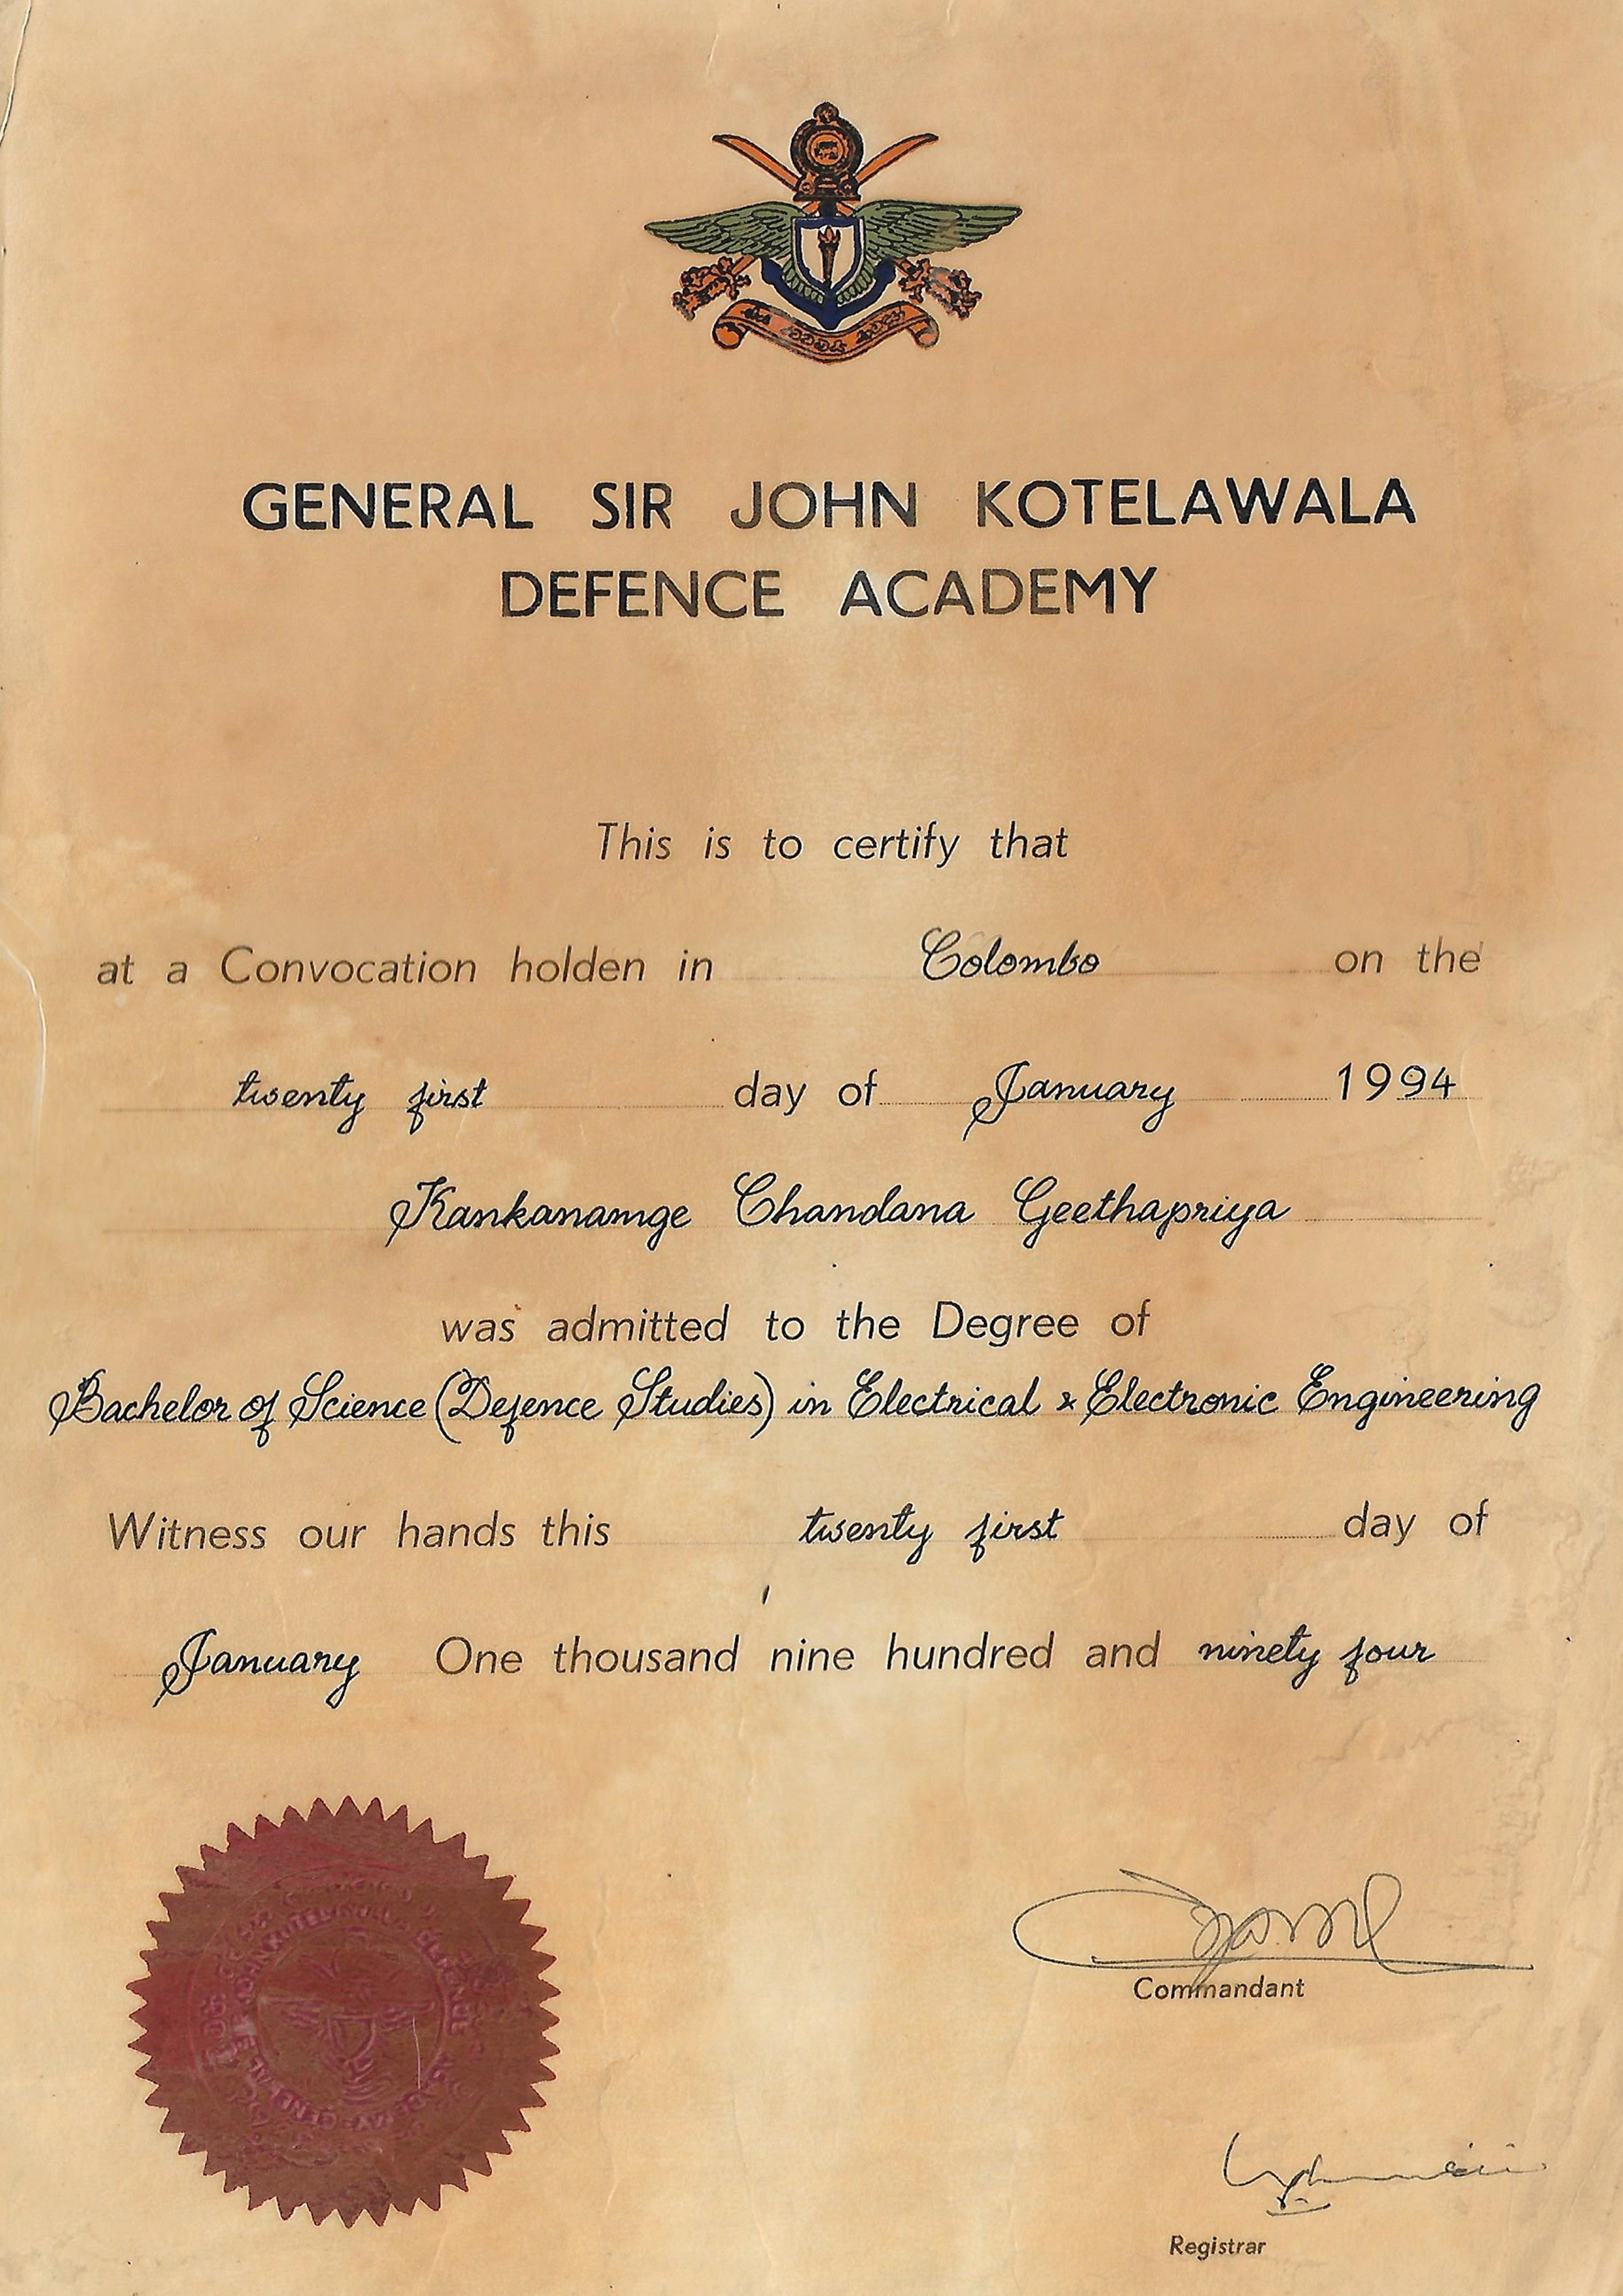 GENERAL SIR JOHN KOTELAWALA
DEFENCE ACADEMY
This is to certify that
at a Convocation holden in Colombo on the
twenty first day of January 1994
Kankanamge Chandana Geethapriya
was admitted to the Degree of
Bachelor of Science (Defence Studies) in Electrical & Electronic Engineering
Witness our hands this twenty first day of
January One thousand nine hundred and ninety four
Commandant
Registrar